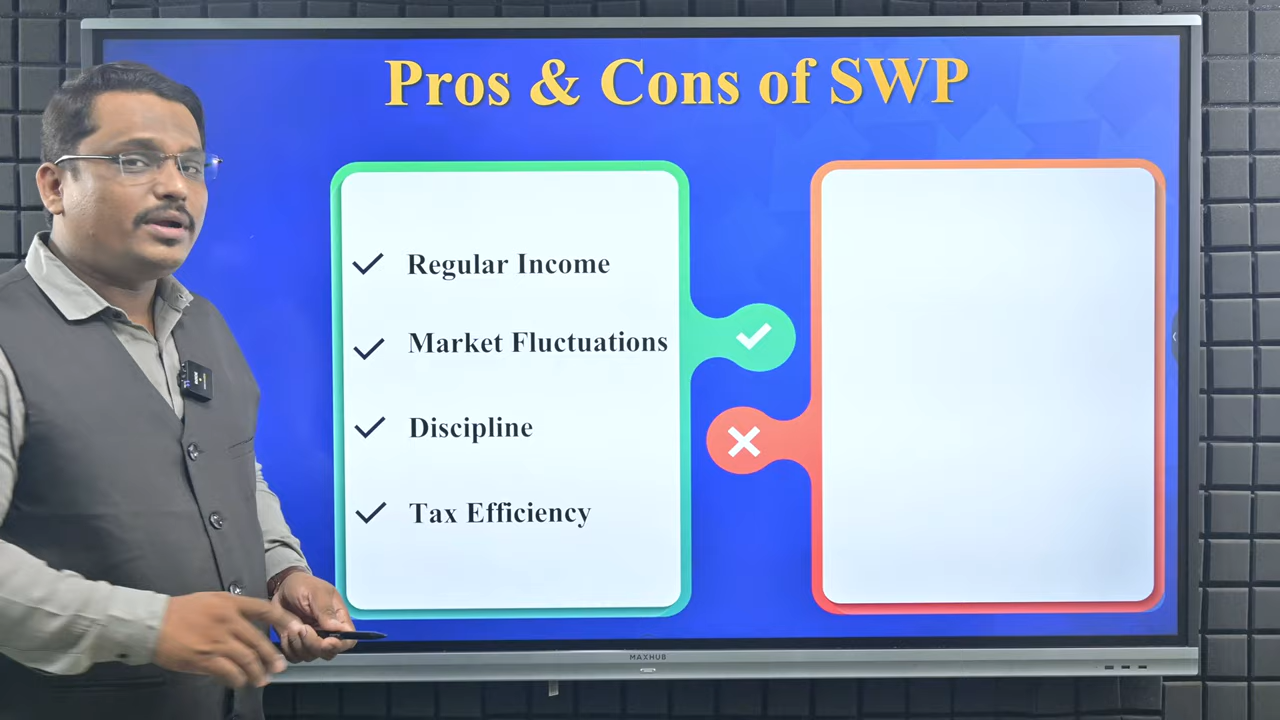 Pros & Cons of SWP
Regular Income
Market Fluctuations
Discipline
Tax Efficiency
MAXHUB